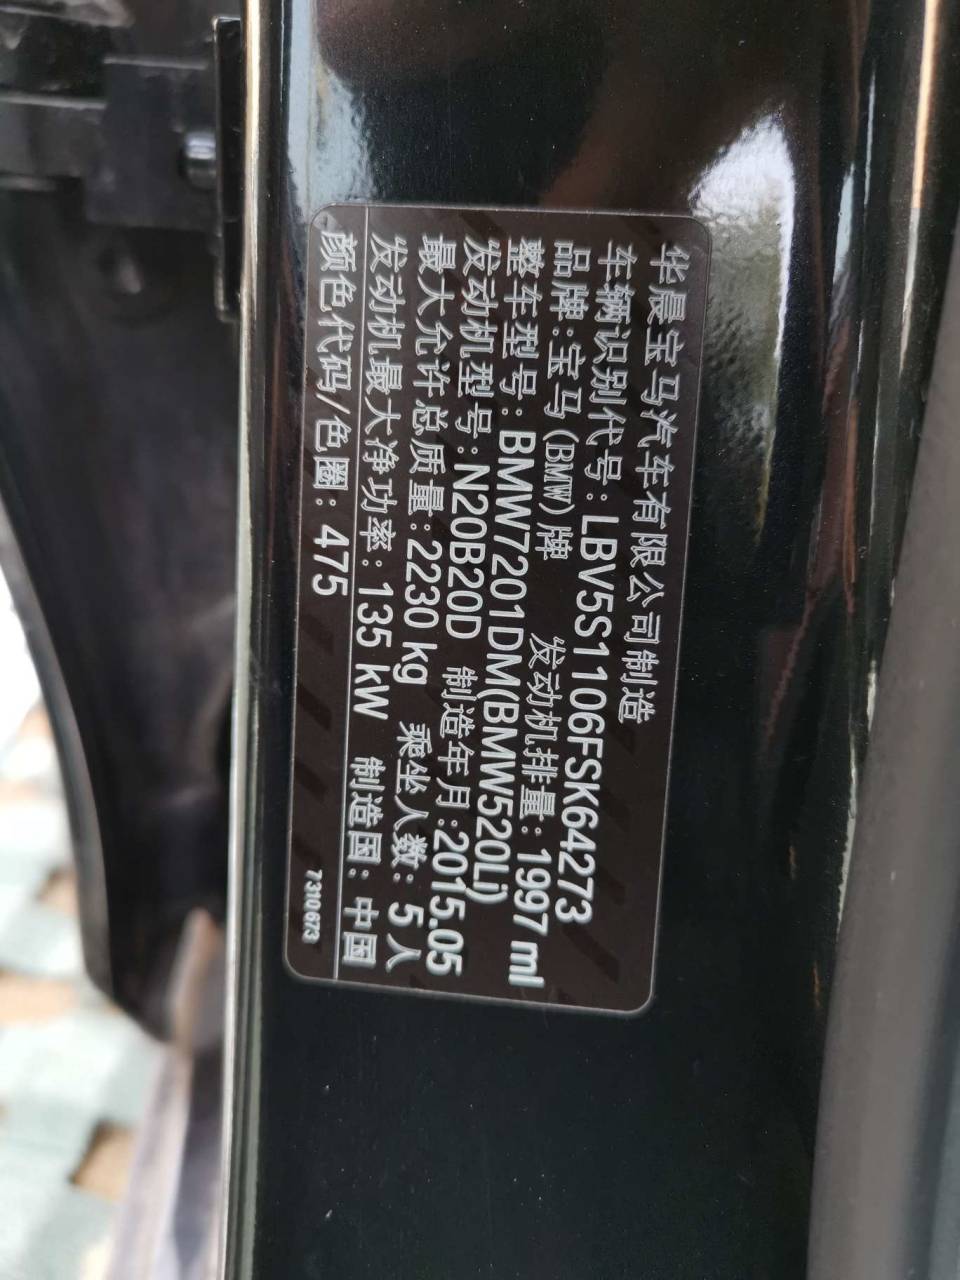 华晨宝马汽车有限公司制造
车辆识别代号:LBV5S1106FSK64273
品牌:宝马(BMW)牌 发动机排量:1997 ml
整车型号:BMW7201DM(BMW520Li)
发动机型号:N20B20D 制造年月:2015.05
最大允许总质量:2230 kg 乘坐人数:5人
发动机最大净功率:135 kW 制造国:中国
颜色代码/色圈:475
7310673